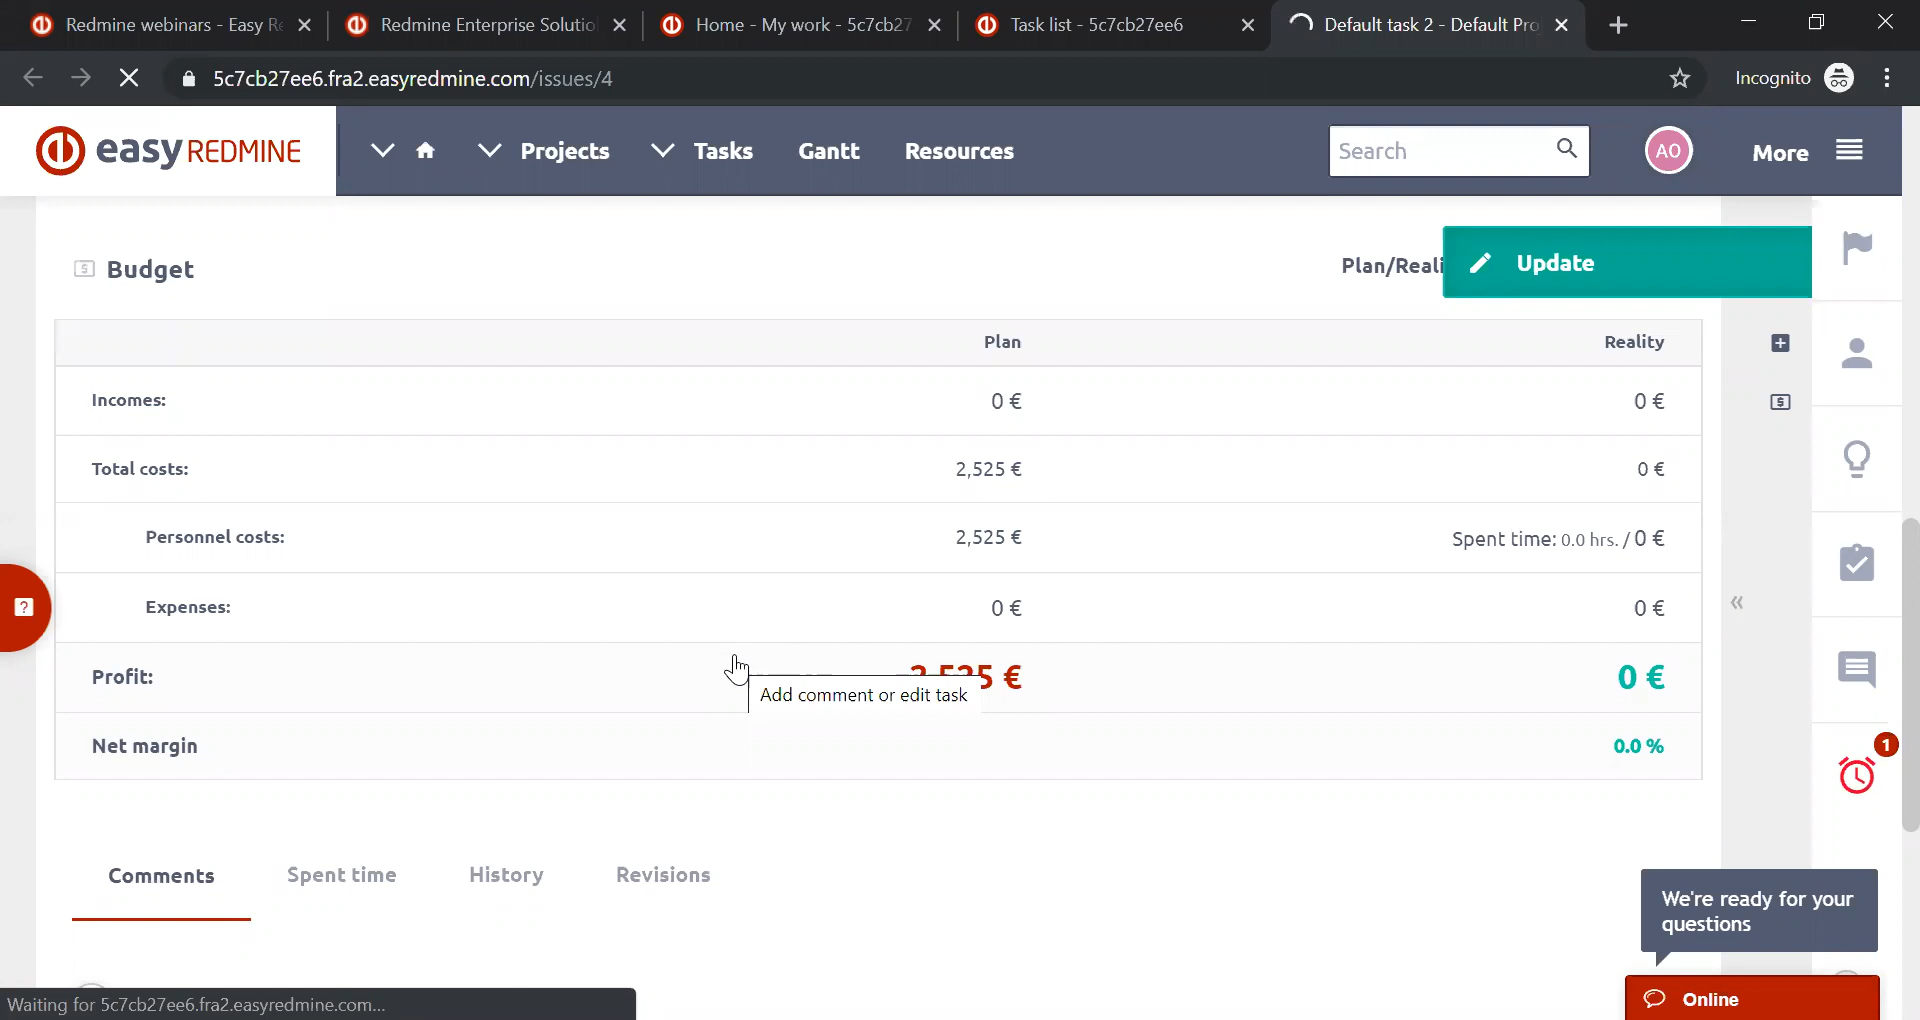 Redmine webinars - Easy Re
Redmine Enterprise Solutio
Home - My work - 5c7cb27
Task list - 5c7cb27ee6
Default task 2 - Default Pro
5c7cb27ee6.fra2.easyredmine.com/issues/4
Incognito
easy REDMINE
Projects
Tasks
Gantt
Resources
Search
AO
More
Budget
Plan/Reali
Update
Plan
Reality
Incomes:
0 €
0 €
Total costs:
2,525 €
0 €
Personnel costs:
2,525 €
Spent time: 0.0 hrs. / 0 €
Expenses:
0 €
0 €
Profit:
2,525 €
0 €
Add comment or edit task
Net margin
0.0 %
1
Comments
Spent time
History
Revisions
We're ready for your
questions
Online
Waiting for 5c7cb27ee6.fra2.easyredmine.com...